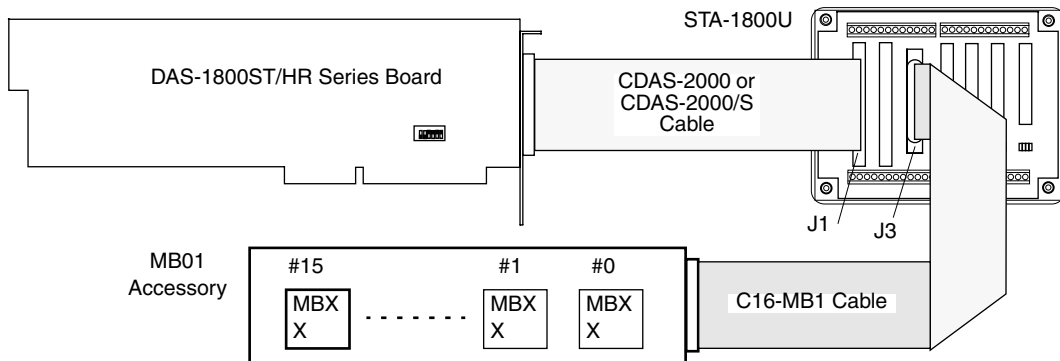 STA-1800U
DAS-1800ST/HR Series Board
CDAS-2000 or
CDAS-2000/S
Cable
J1
J3
MB01
Accessory
#15
#1
#0
MBX
X
MBX
X
MBX
X
C16-MB1 Cable